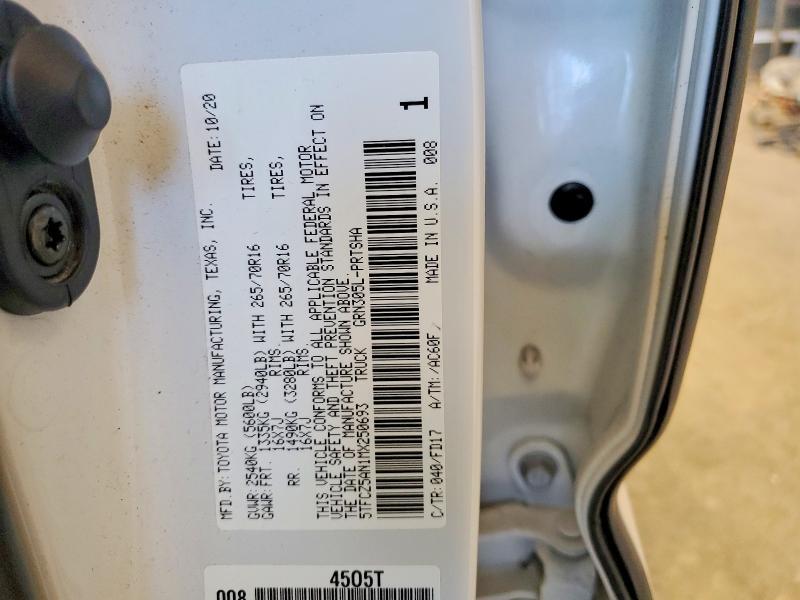 MFD.BY: TOYOTA MOTOR MANUFACTURING, TEXAS, INC. DATE: 10/20
GVWR: 2540KG (5600LB)
GAWR: FRT. 1335KG (2940LB) WITH 265/70R16 TIRES,
16X7J RIMS,
RR. 1490KG (3280LB) WITH 265/70R16 TIRES,
16X7J RIMS.
THIS VEHICLE CONFORMS TO ALL APPLICABLE FEDERAL MOTOR
VEHICLE SAFETY AND THEFT PREVENTION STANDARDS IN EFFECT ON
THE DATE OF MANUFACTURE SHOWN ABOVE.
5TFCZ5AN1MX250693 TRUCK GRN305L-PRTSHA
1
C/TR: 040/FD17 A/TM: /AC60F MADE IN U.S.A. 008
4505T
008